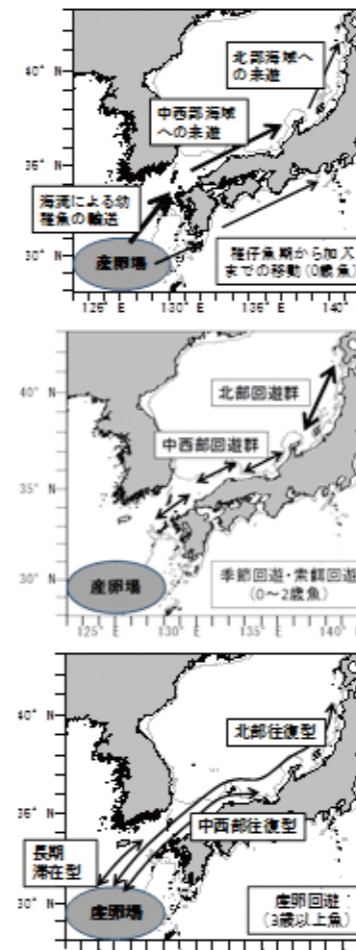 40°
北部海域へ
の来遊
中西部海域
への来遊
35° N
海流による幼
稚魚の輸送
30° N
産卵場
稚仔魚期から加入
までの移動(0歳魚)
125° E
130°
135°
140°
40° N
北部回遊群
中西部回遊群
35°
30° N
産卵場
季節回遊・索餌回遊
(0～2歳魚)
125° E
130° E
135° E
140°
40° N
北部往復型
35° N
中西部往復型
長期
滞在型
30° N
産卵場
産卵回遊
(3歳以上魚)